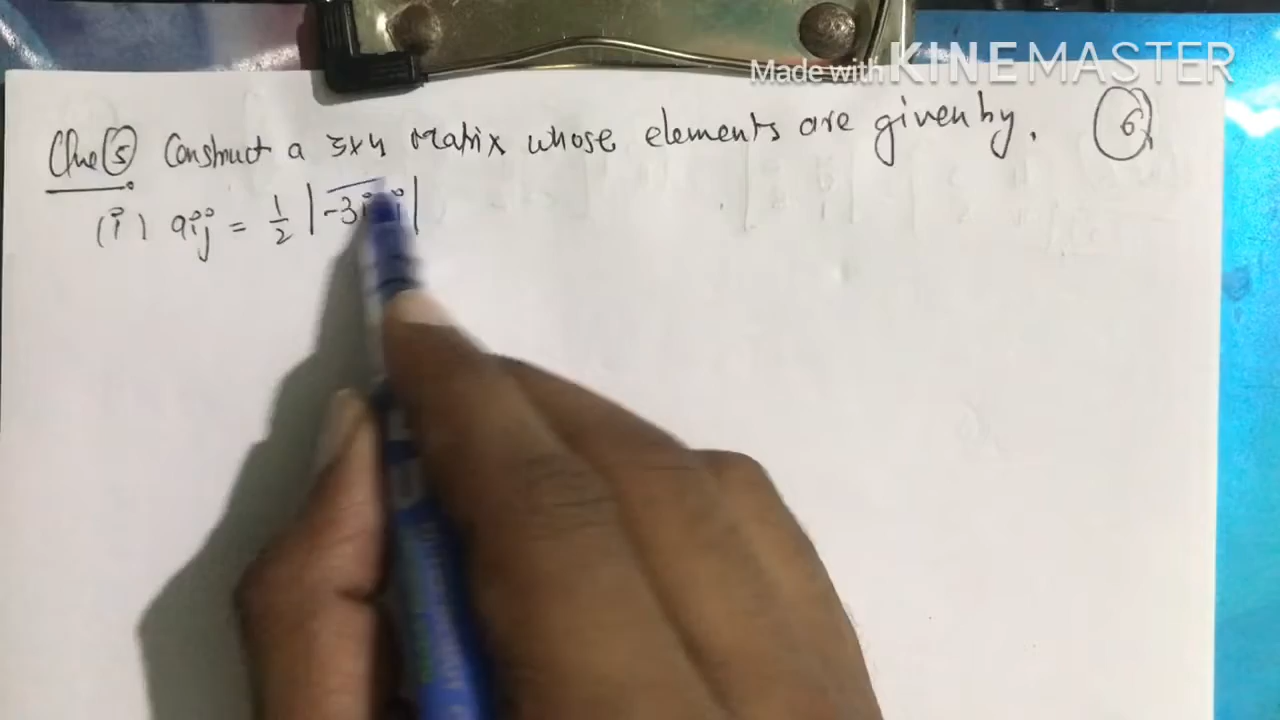 Made with KINEMASTER
Que(5) Construct a 3x4 Matrix whose elements are given by. (6)
(i) aij = 1/2 |-3i j|